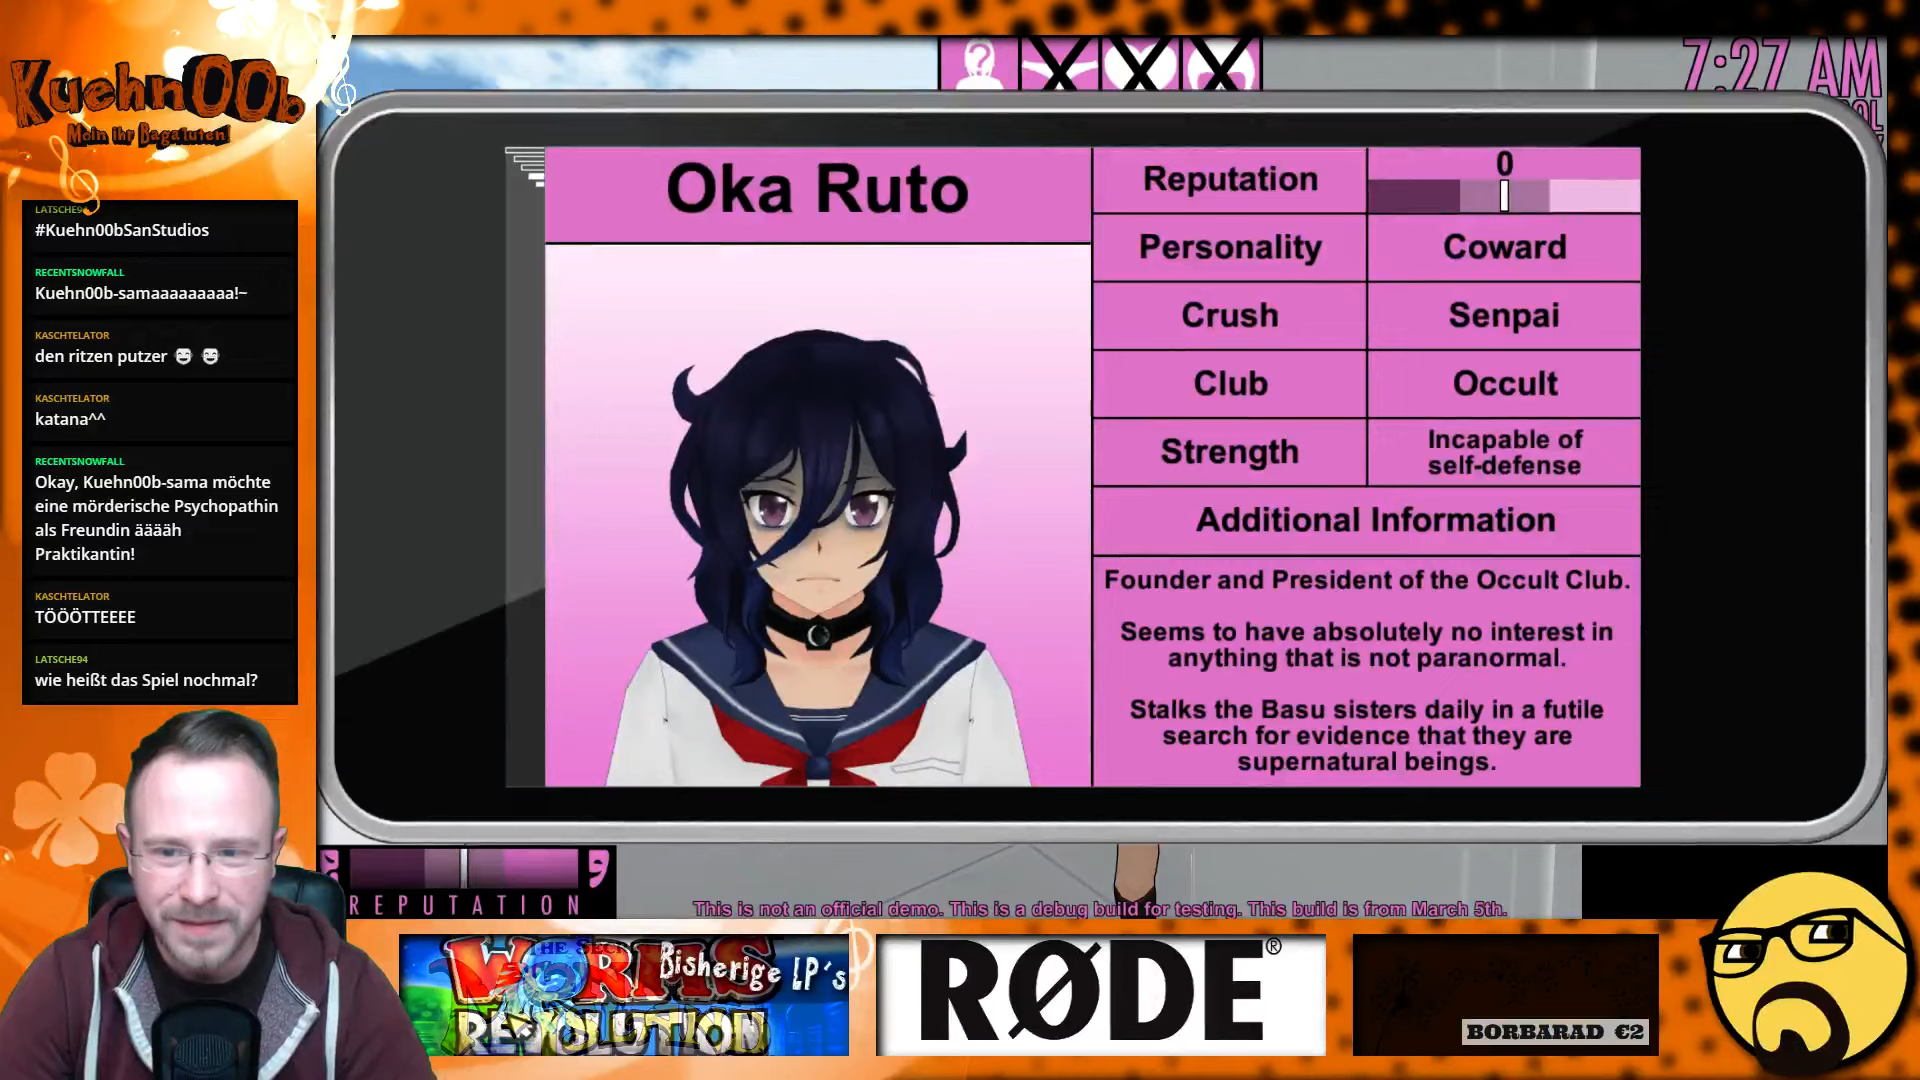 Kuehn00b
Moin ihr Bagaluten!
LATSCHE94
#Kuehn00bSanStudios
RECENTSNOWFALL
Kuehn00b-samaaaaaaaaa!~
KASCHTELATOR
den ritzen putzer
KASCHTELATOR
katana^^
RECENTSNOWFALL
Okay, Kuehn00b-sama möchte
eine mörderische Psychopathin
als Freundin ääääh
Praktikantin!
KASCHTELATOR
TÖÖÖTTEEEE
LATSCHE94
wie heißt das Spiel nochmal?
?
7:27 AM
Oka Ruto
Reputation
0
Personality
Coward
Crush
Senpai
Club
Occult
Strength
Incapable of
self-defense
Additional Information
Founder and President of the Occult Club.
Seems to have absolutely no interest in
anything that is not paranormal.
Stalks the Basu sisters daily in a futile
search for evidence that they are
supernatural beings.
REPUTATION
This is not an official demo. This is a debug build for testing. This build is from March 5th.
WORMS
REVOLUTION
Bisherige LP's
RØDE®
BORBARAD €2